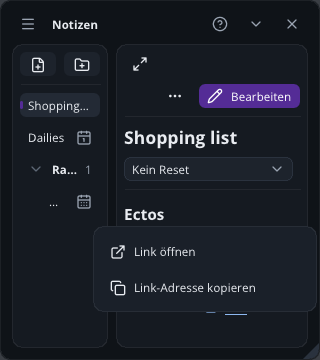 Notizen
Shopping...
Dailies
Ra... 1
...
Bearbeiten
Shopping list
Kein Reset
Ectos
Link öffnen
Link-Adresse kopieren